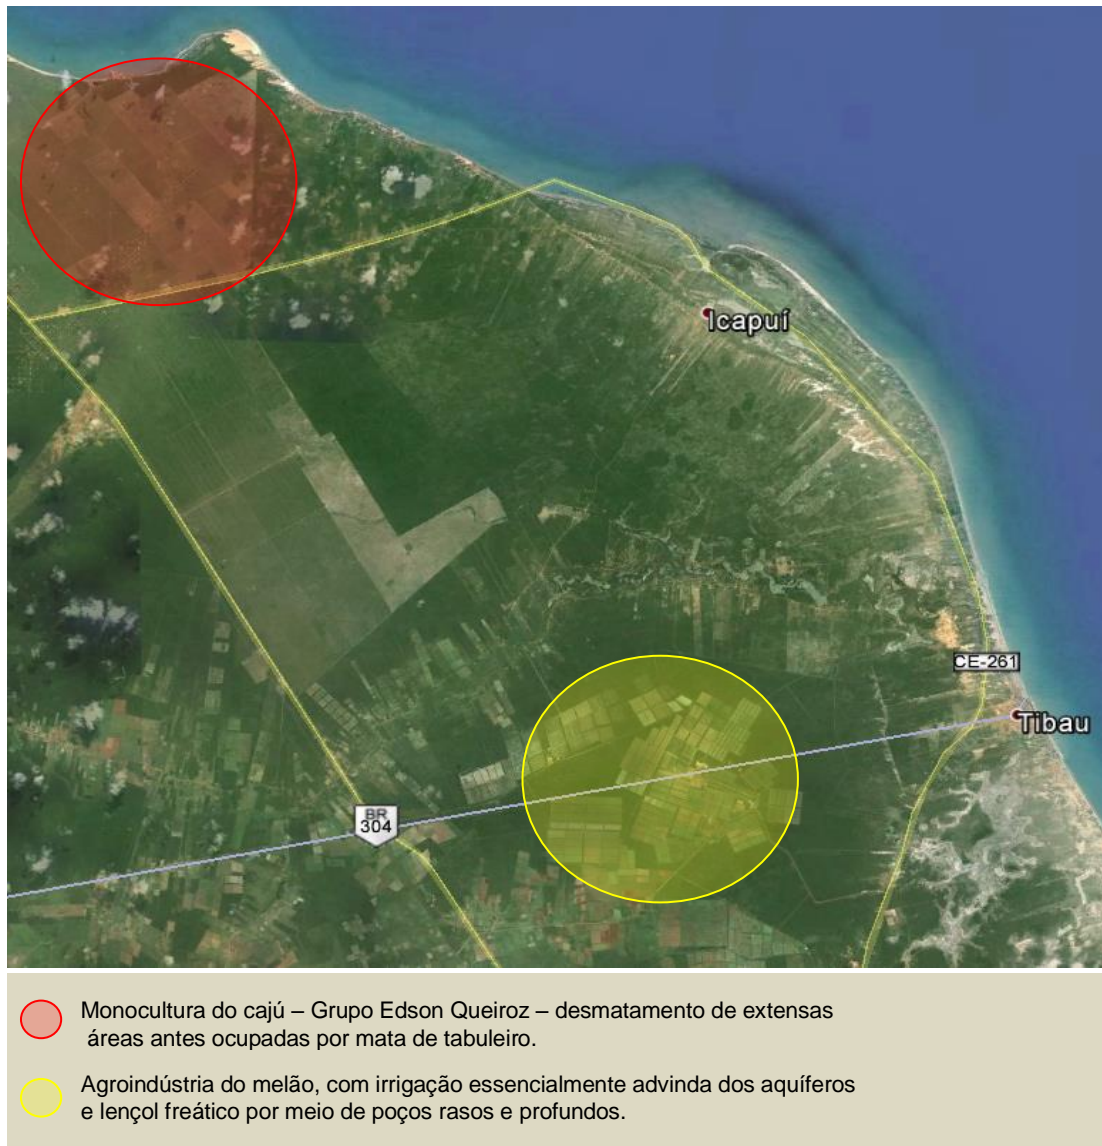 Icapuí
CE-261
Tibau
BR
304
Monocultura do cajú – Grupo Edson Queiroz – desmatamento de extensas
áreas antes ocupadas por mata de tabuleiro.
Agroindústria do melão, com irrigação essencialmente advinda dos aquíferos
e lençol freático por meio de poços rasos e profundos.